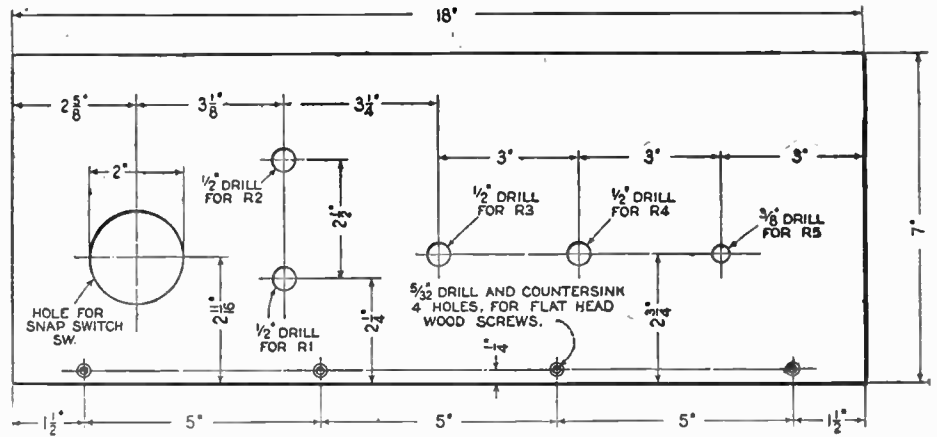 18"
2 5/8"
3 1/8"
3 1/4"
2"
1/2" DRILL
FOR R2
2 1/2"
3"
3"
3"
1/2" DRILL
FOR R3
1/2" DRILL
FOR R4
3/8" DRILL
FOR R5
7"
HOLE FOR
SNAP SWITCH
SW.
2 11/16"
1/2" DRILL
FOR R1
2 1/4"
5/32" DRILL AND COUNTERSINK
4 HOLES, FOR FLAT HEAD
WOOD SCREWS.
1/4"
2 3/4"
1 1/2"
5"
5"
5"
1 1/2"